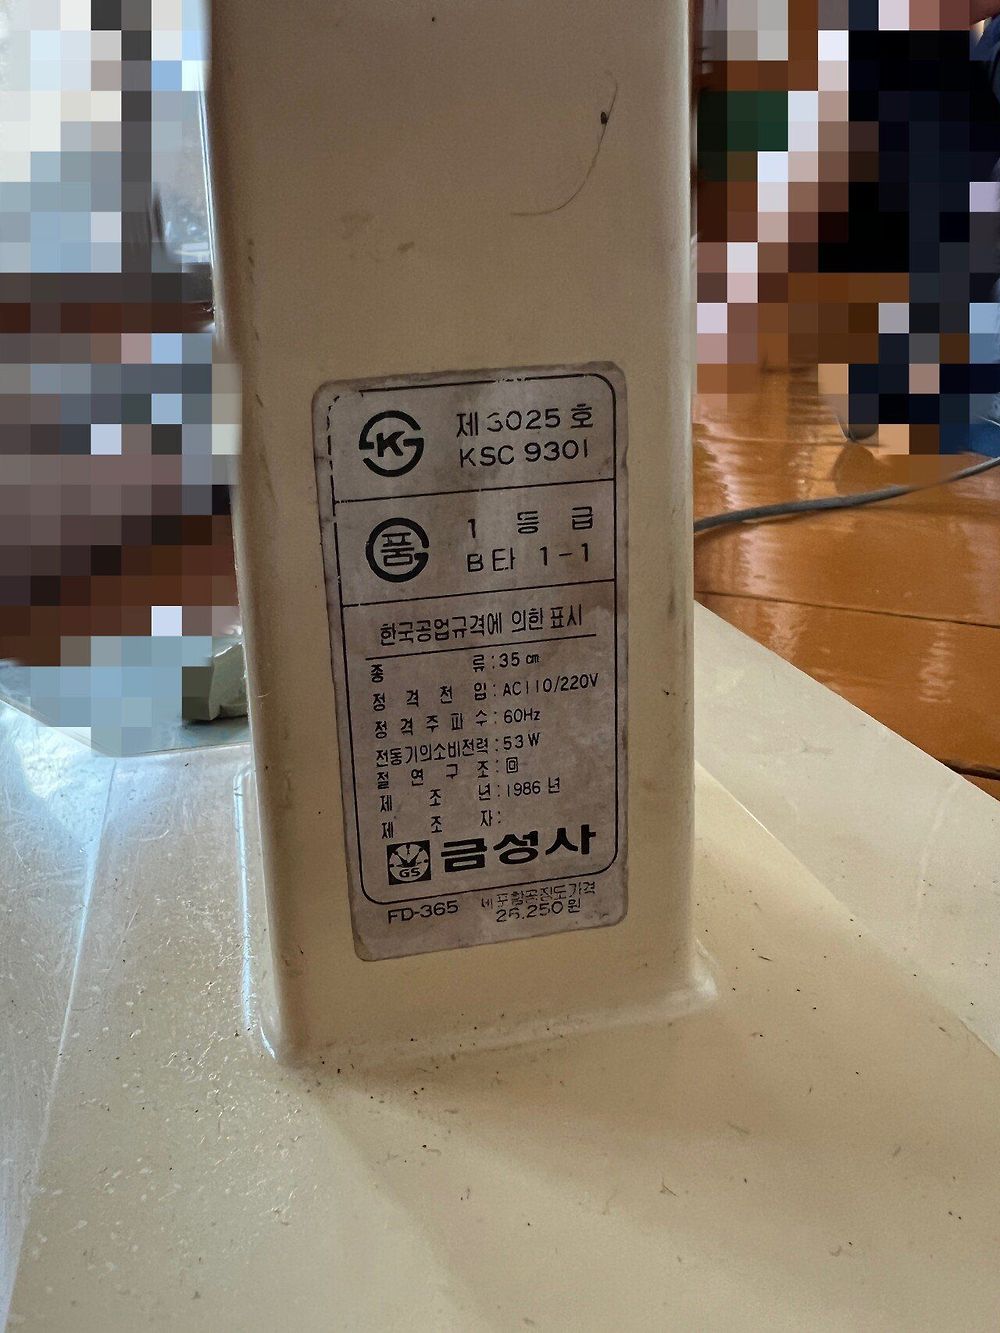 K 제 3025 호
KSC 9301
품 1 등 급
B타 1-1
한국공업규격에 의한 표시
종 류 : 35 cm
정 격 전 압 : AC110/220V
정 격 주 파 수 : 60Hz
전동기의소비전력 : 53 W
절 연 구 조 : 回
제 조 년 : 1986 년
제 조 자 :
GS 금성사
FD-365
26.250원